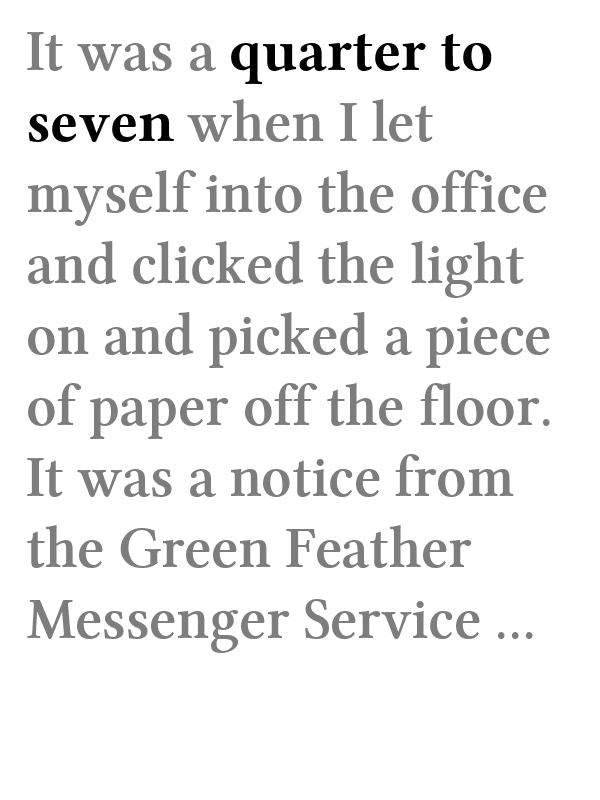 It was a quarter to
seven when I let
myself into the office
and clicked the light
on and picked a piece
of paper off the floor.
It was a notice from
the Green Feather
Messenger Service ...